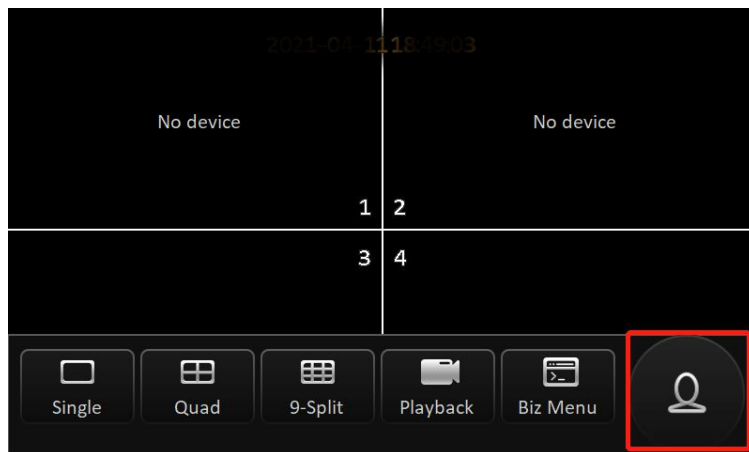 2021-04-11 18:49:03
No device
No device
1
2
3
4
Single
Quad
9-Split
Playback
Biz Menu